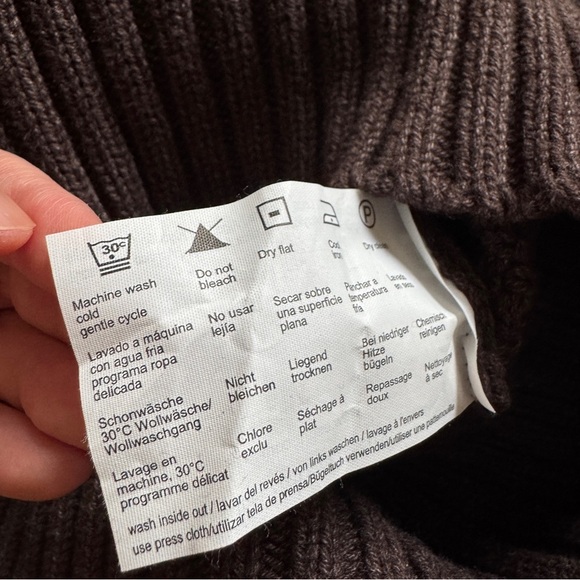 30c
P
Machine wash
cold
gentle cycle
Do not
bleach
Dry flat
Cool
iron
Dry clean
Lavado a máquina
con agua fria
programa ropa
delicada
No usar
lejía
Secar sobre
una superficie
plana
Planchar a
temperatura
fría
Lavado
en seco
Schonwäsche
30°C Wollwäsche/
Wollwaschgang
Nicht
bleichen
Liegend
trocknen
Bei niedriger
Hitze
bügeln
Chemisch
reinigen
Lavage en
machine, 30°C
programme délicat
Chlore
exclu
Séchage à
plat
Repassage
doux
Nettoyage
à sec
wash inside out / lavar del revés / von links waschen / lavage à l'envers
use press cloth/utilizar tela de prensa/Bügeltuch verwenden/utiliser une pattemouille